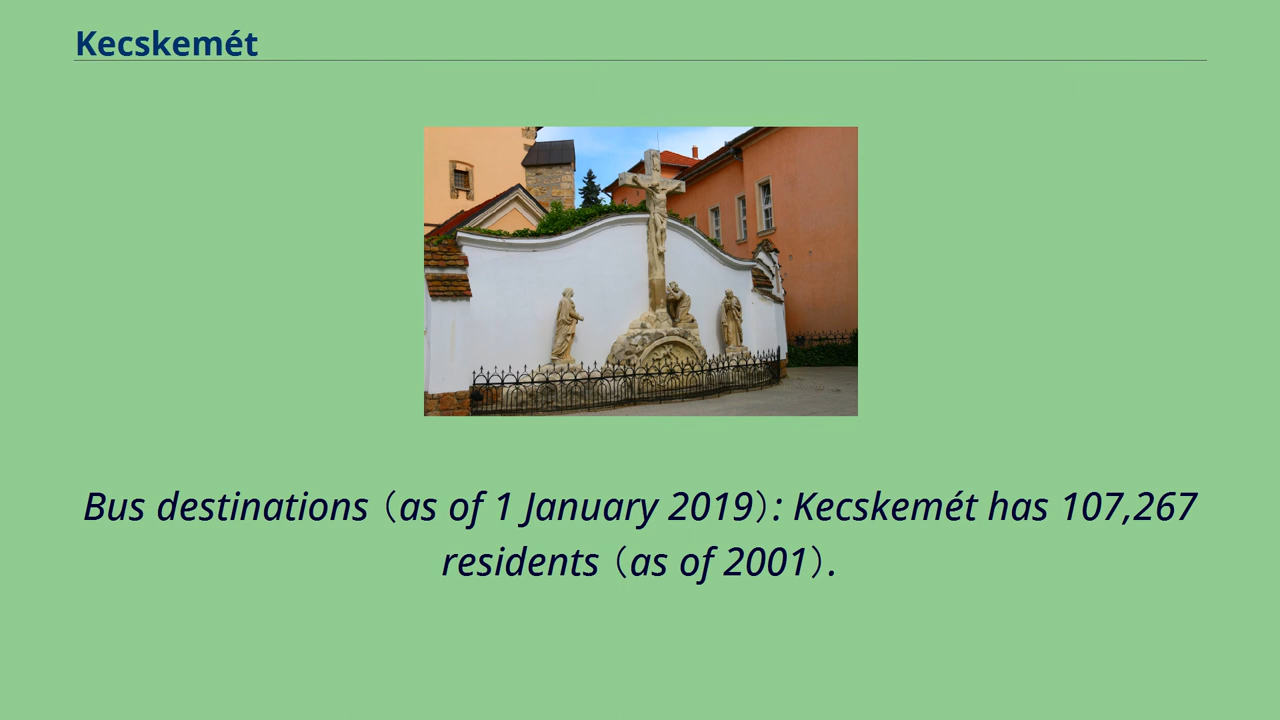 Kecskemét
Bus destinations (as of 1 January 2019): Kecskemét has 107,267
residents (as of 2001).